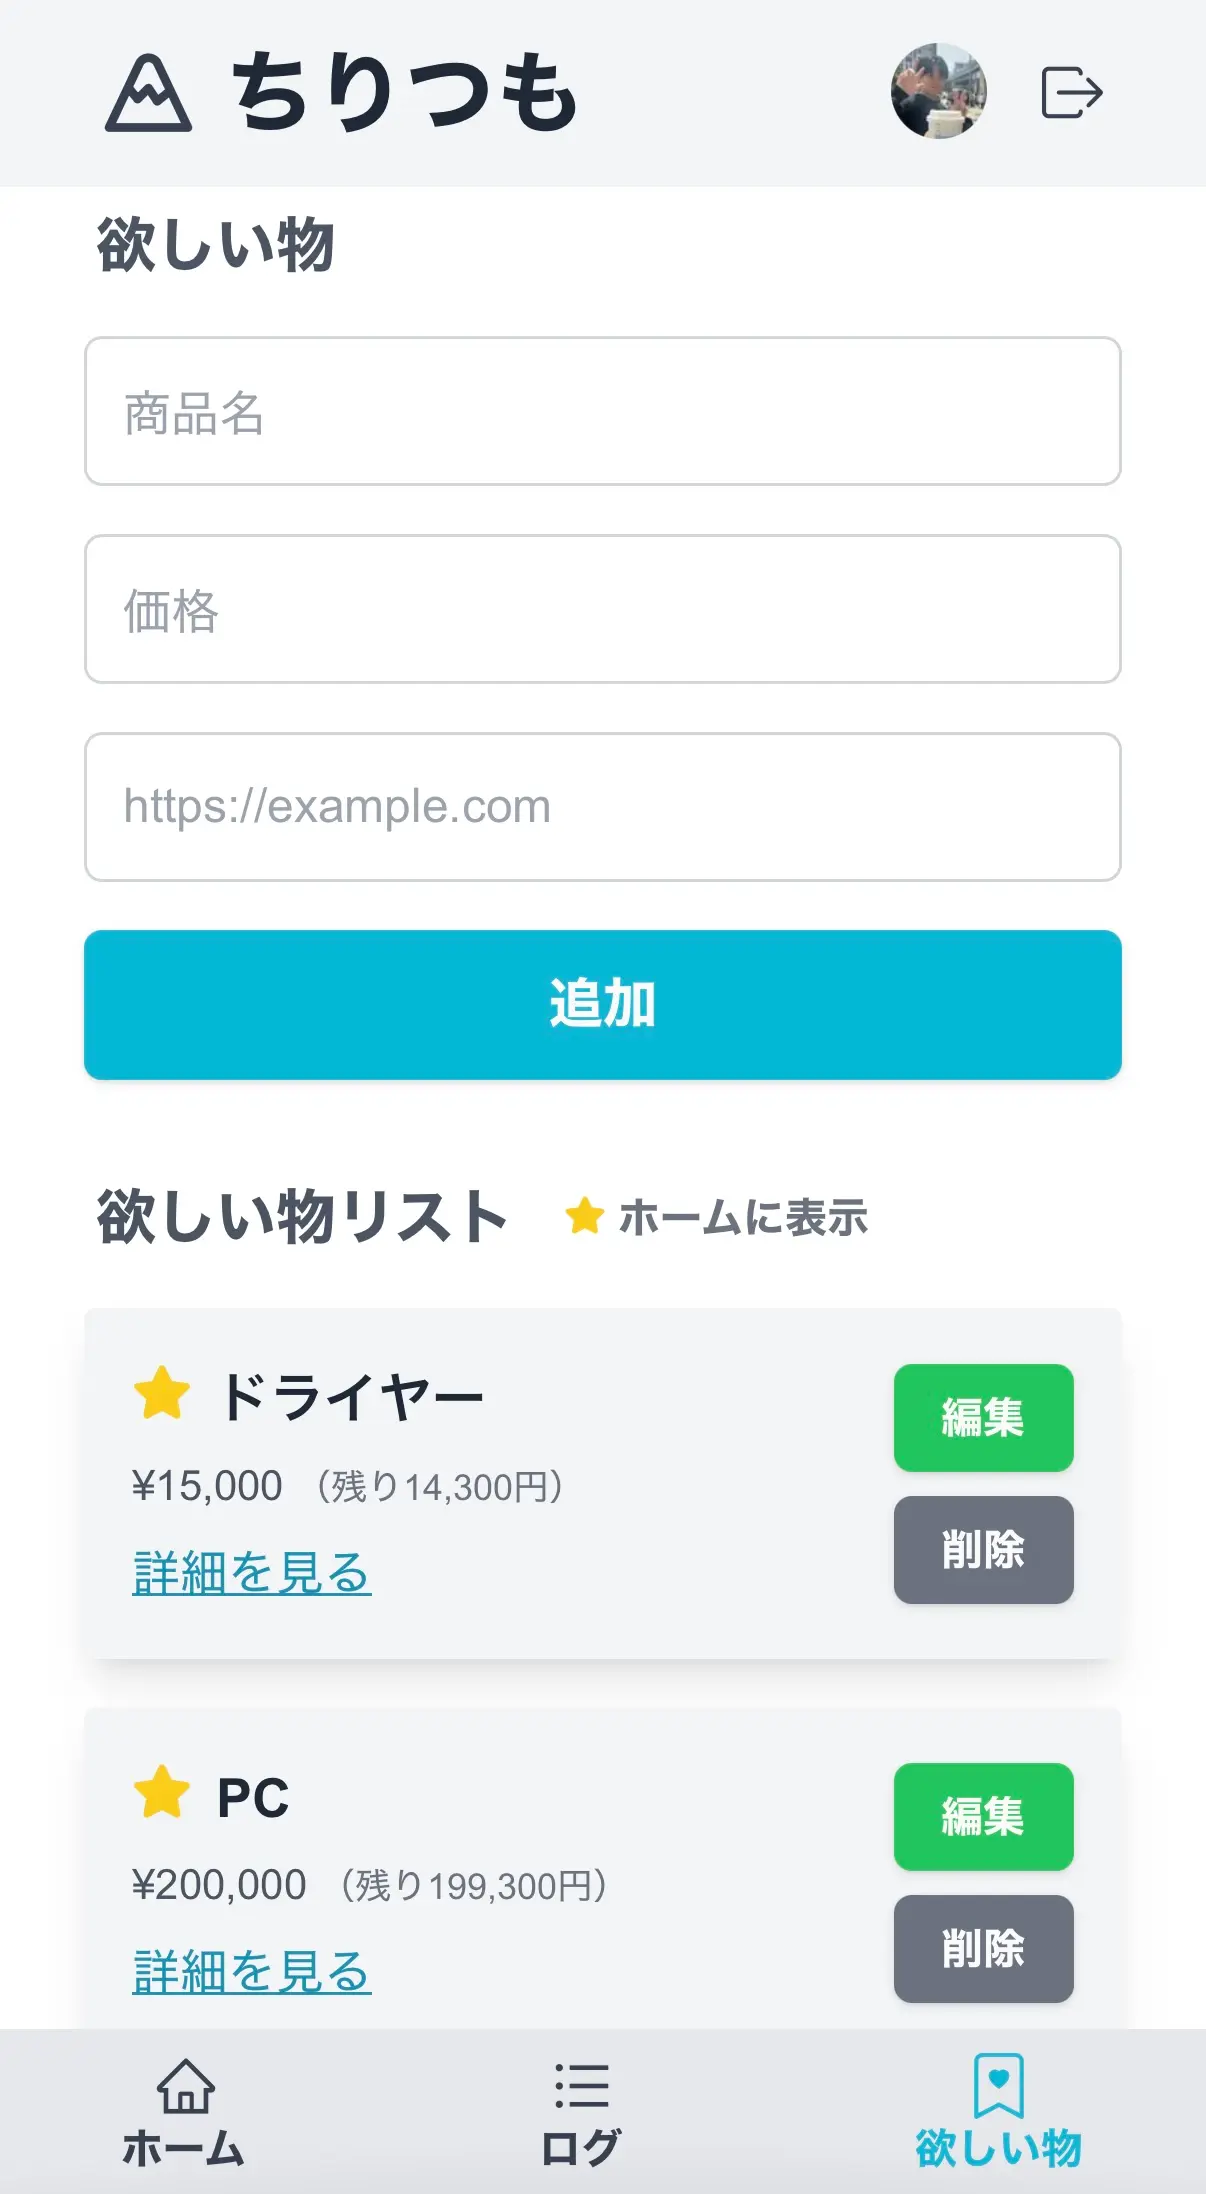 ちりつも
欲しい物
商品名
価格
https://example.com
追加
欲しい物リスト ホームに表示
ドライヤー
編集
¥15,000 （残り14,300円）
削除
詳細を見る
PC
編集
¥200,000 （残り199,300円）
削除
詳細を見る
ホーム ログ 欲しい物